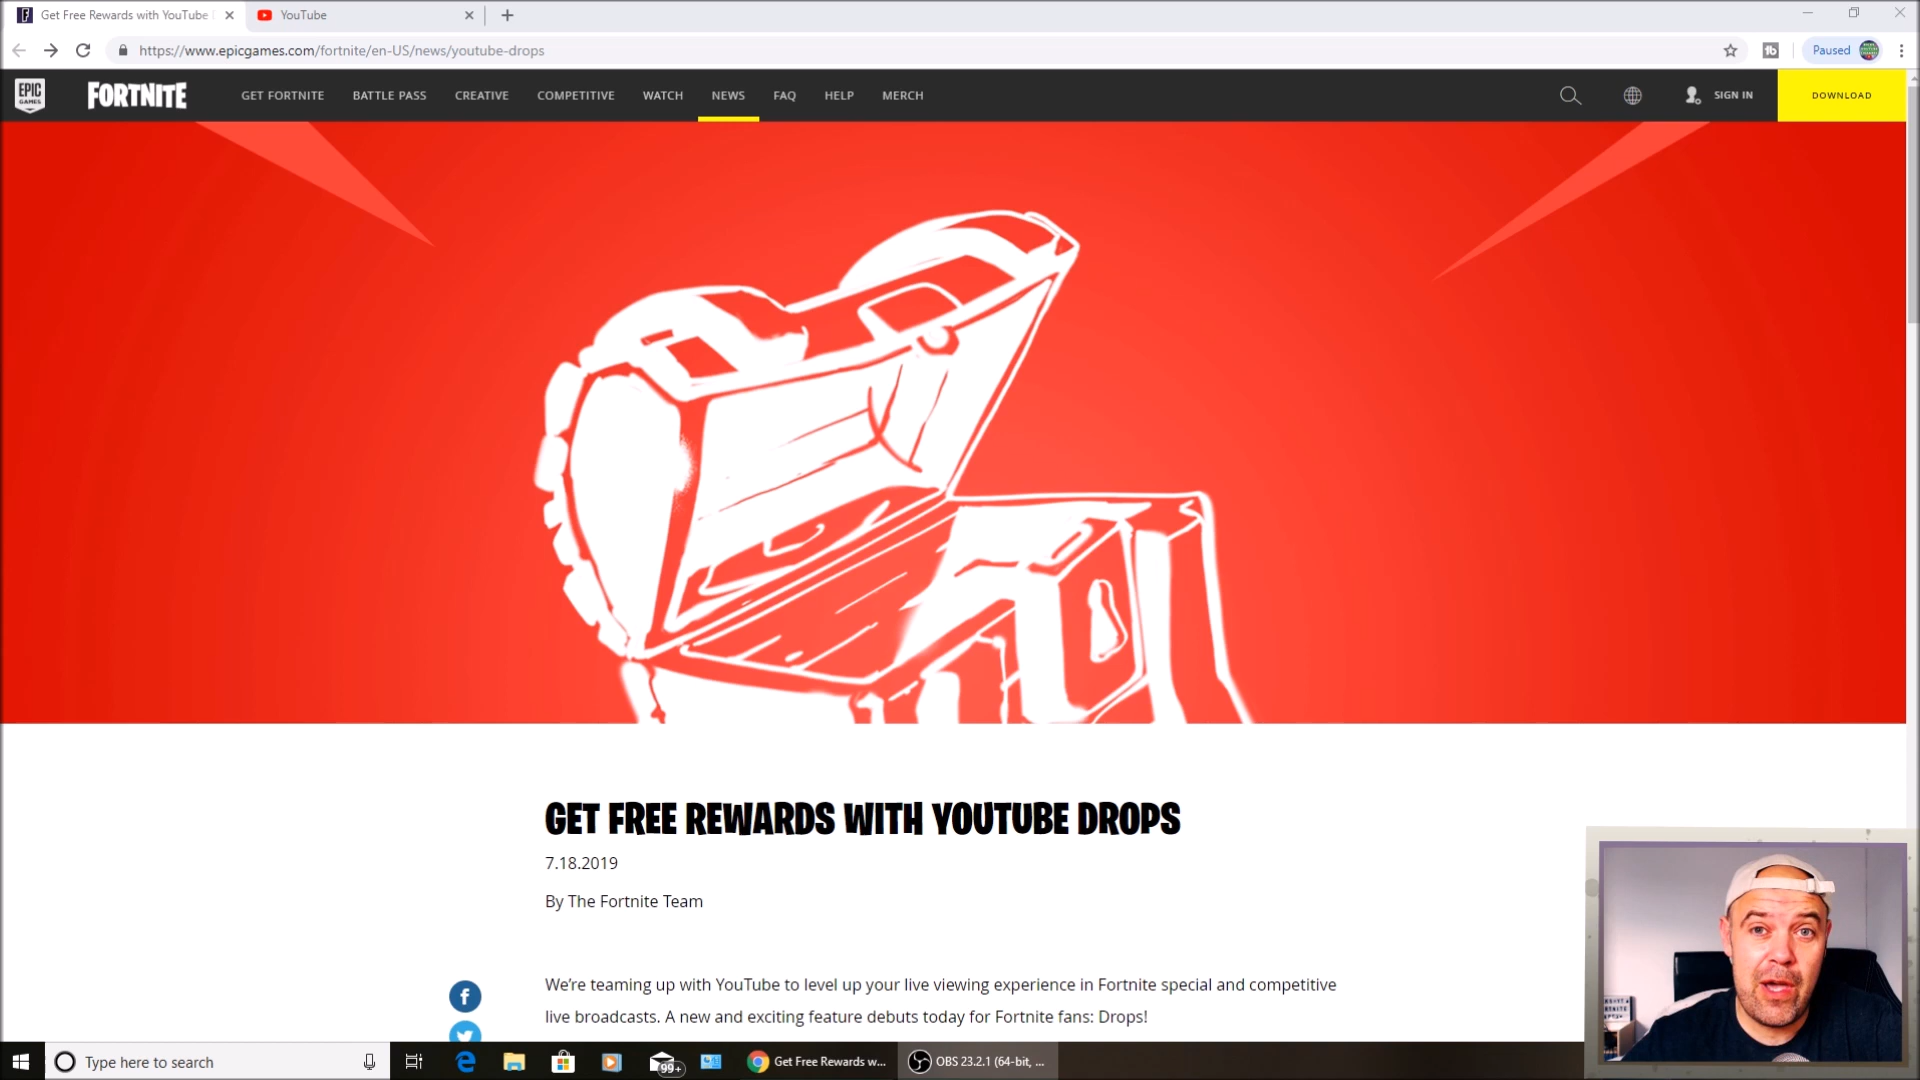 Get Free Rewards with YouTube D
YouTube
https://www.epicgames.com/fortnite/en-US/news/youtube-drops
Paused
EPIC GAMES
FORTNITE
GET FORTNITE
BATTLE PASS
CREATIVE
COMPETITIVE
WATCH
NEWS
FAQ
HELP
MERCH
SIGN IN
DOWNLOAD
GET FREE REWARDS WITH YOUTUBE DROPS
7.18.2019
By The Fortnite Team
We're teaming up with YouTube to level up your live viewing experience in Fortnite special and competitive
live broadcasts. A new and exciting feature debuts today for Fortnite fans: Drops!
Type here to search
99+
Get Free Rewards w...
OBS 23.2.1 (64-bit, ...